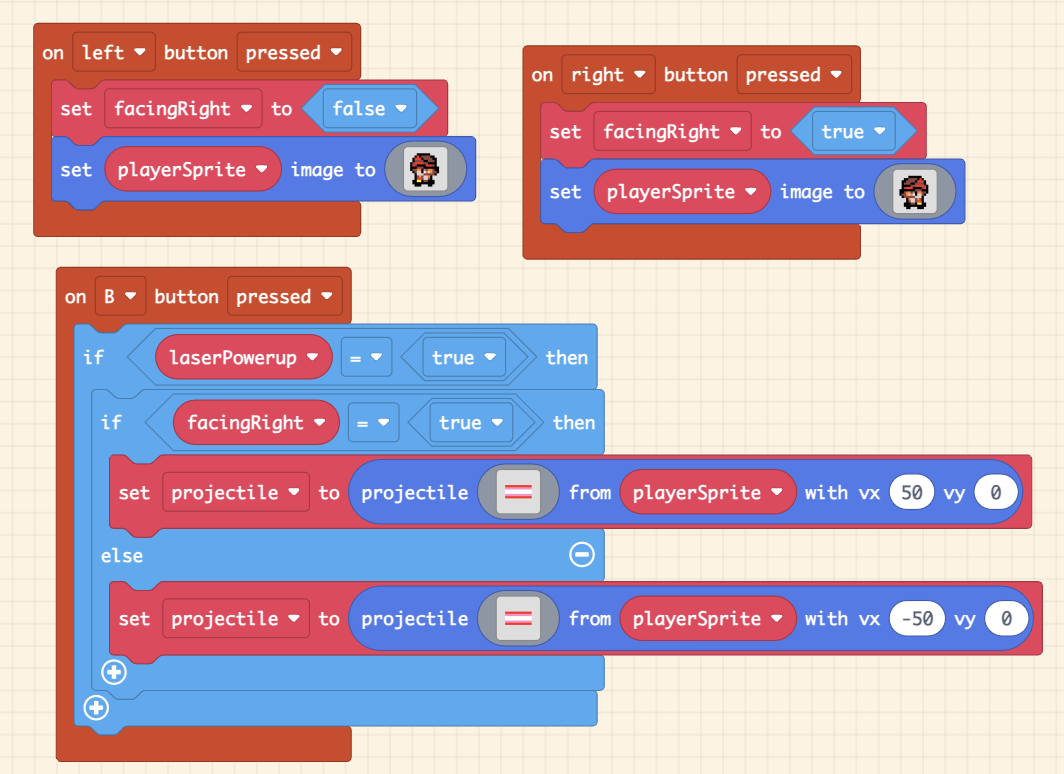 on left button pressed
set facingRight to false
set playerSprite image to
on right button pressed
set facingRight to true
set playerSprite image to
on B button pressed
if laserPowerup = true then
if facingRight = true then
set projectile to projectile from playerSprite with vx 50 vy 0
else
set projectile to projectile from playerSprite with vx -50 vy 0